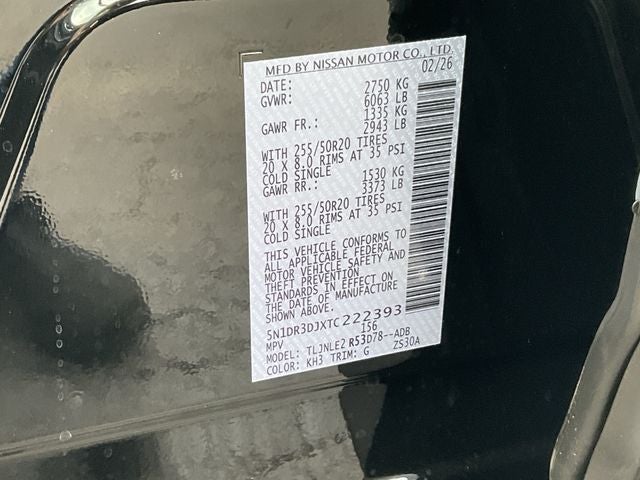 MFD BY NISSAN MOTOR CO., LTD.
DATE: 02/26
GVWR: 2750 KG
6063 LB
GAWR FR.: 1335 KG
2943 LB
WITH 255/50R20 TIRES
20 X 8.0 RIMS AT 35 PSI
COLD SINGLE
GAWR RR.: 1530 KG
3373 LB
WITH 255/50R20 TIRES
20 X 8.0 RIMS AT 35 PSI
COLD SINGLE
THIS VEHICLE CONFORMS TO
ALL APPLICABLE FEDERAL
MOTOR VEHICLE SAFETY AND
THEFT PREVENTION
STANDARDS IN EFFECT ON
THE DATE OF MANUFACTURE
SHOWN ABOVE.
5N1DR3DJXTC222393
MPV 156
MODEL: TLJNLE2 R53D78--ADB
COLOR: KH3 TRIM: G ZS30A